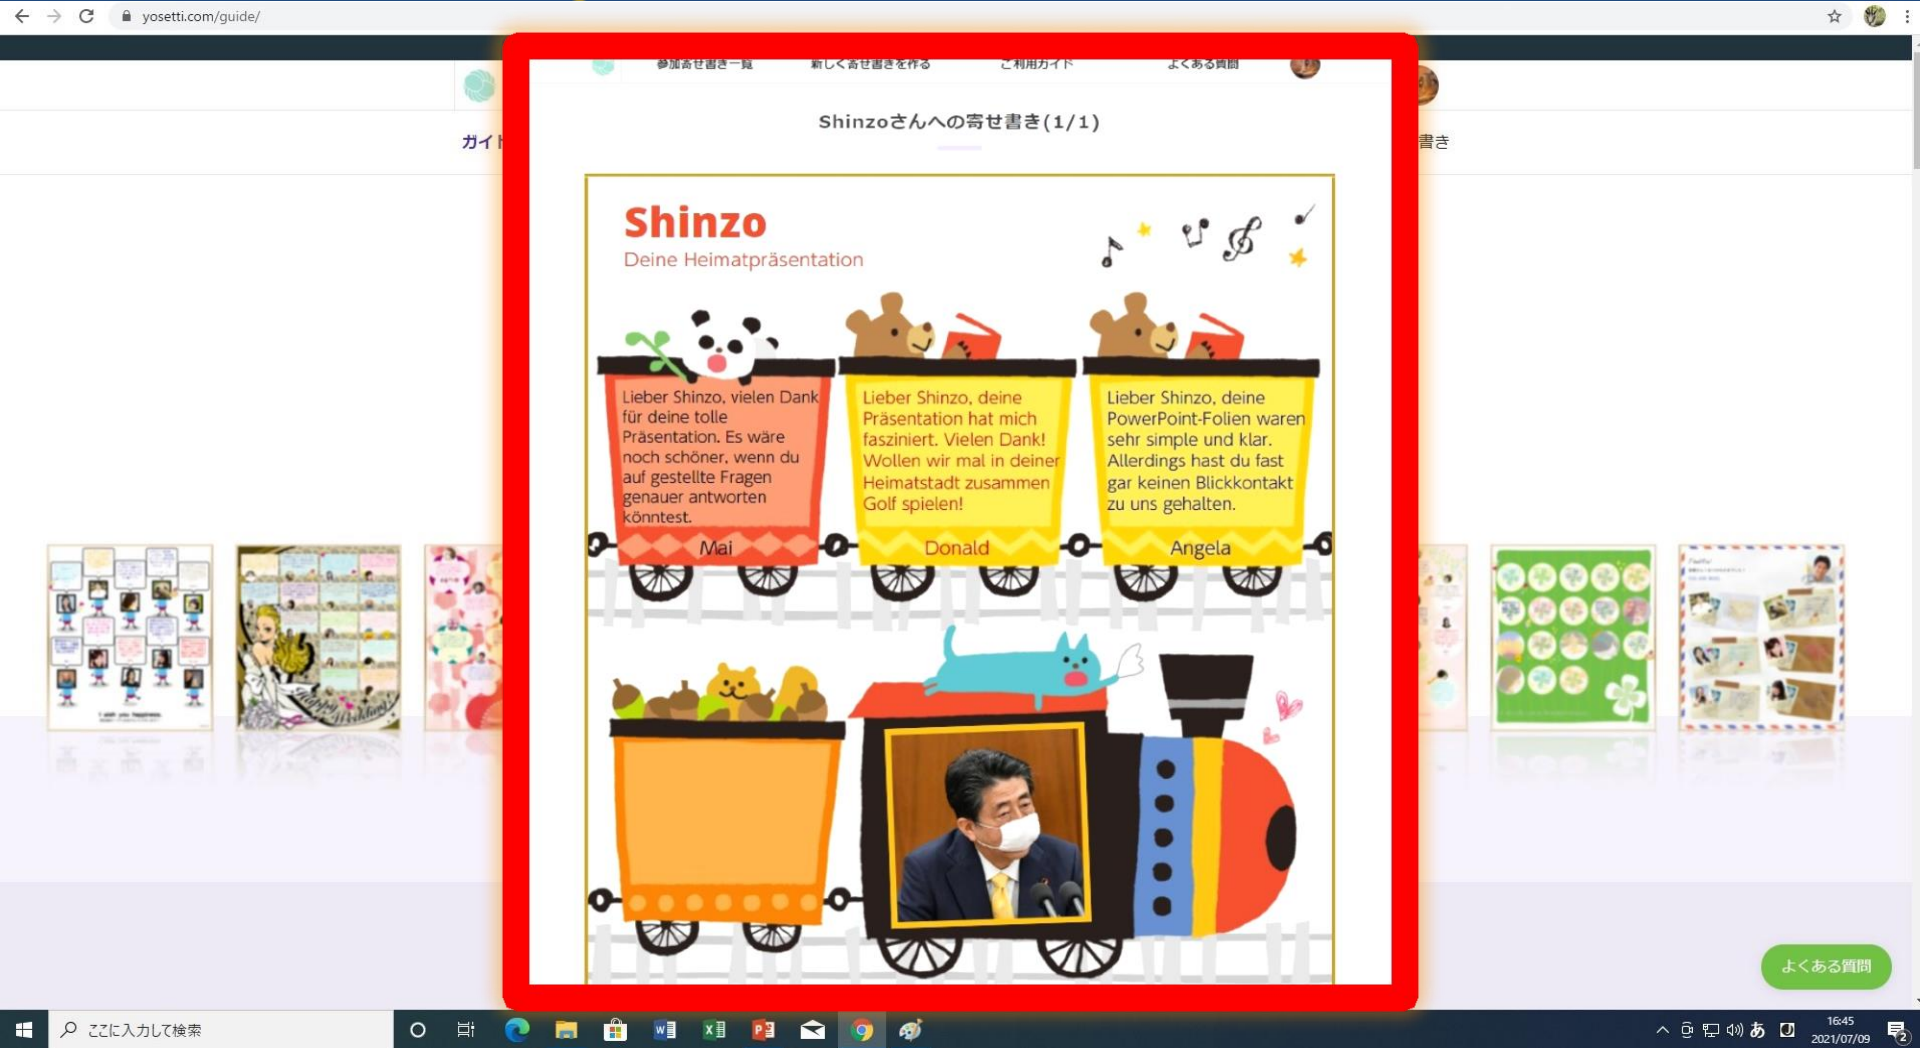 yosetti.com/guide/
参加寄せ書き一覧
新しく寄せ書きを作る
ご利用ガイド
よくある質問
ガイ
書き
Shinzoさんへの寄せ書き(1/1)
Shinzo
Deine Heimatpräsentation
Lieber Shinzo, vielen Dank
für deine tolle
Präsentation. Es wäre
noch schöner, wenn du
auf gestellte Fragen
genauer antworten
könntest.
Mai
Lieber Shinzo, deine
Präsentation hat mich
fasziniert. Vielen Dank!
Wollen wir mal in deiner
Heimatstadt zusammen
Golf spielen!
Donald
Lieber Shinzo, deine
PowerPoint-Folien waren
sehr simple und klar.
Allerdings hast du fast
gar keinen Blickkontakt
zu uns gehalten.
Angela
I wish you happiness.
Happy Wedding!
よくある質問
ここに入力して検索
あ
16:45
2021/07/09
2